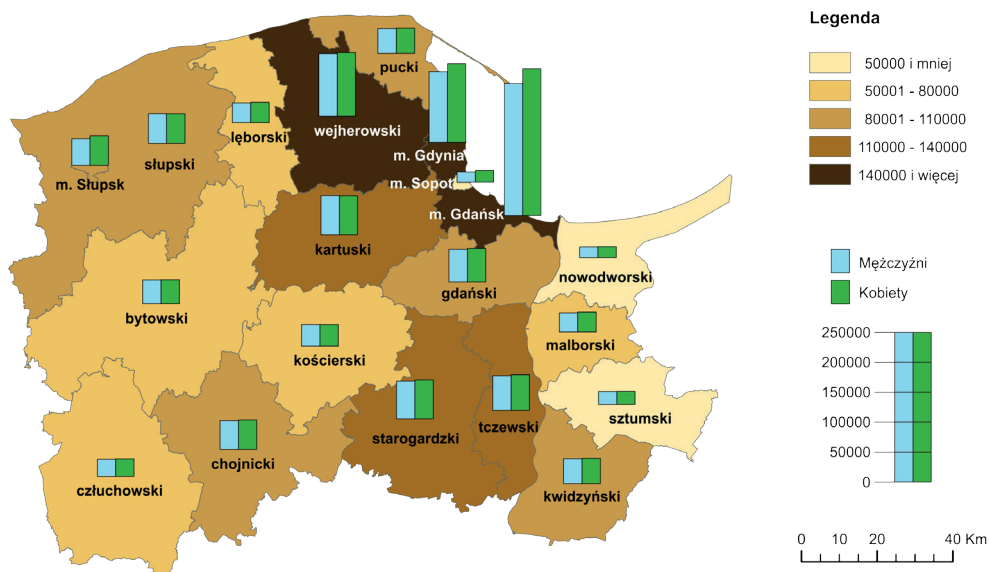 Legenda
50000 i mniej
50001 - 80000
80001 - 110000
110000 - 140000
140000 i więcej
Mężczyźni
Kobiety
250000
200000
150000
100000
50000
0
0 20 40 Km
pucki
wejherowski
lęborski
słupski
m. Słupsk
m. Gdynia
m. Sopot
m. Gdańsk
kartuski
gdański
nowodworski
bytowski
kościerski
malborski
sztumski
starogardzki
tczewski
chojnicki
człuchowski
kwidzyński